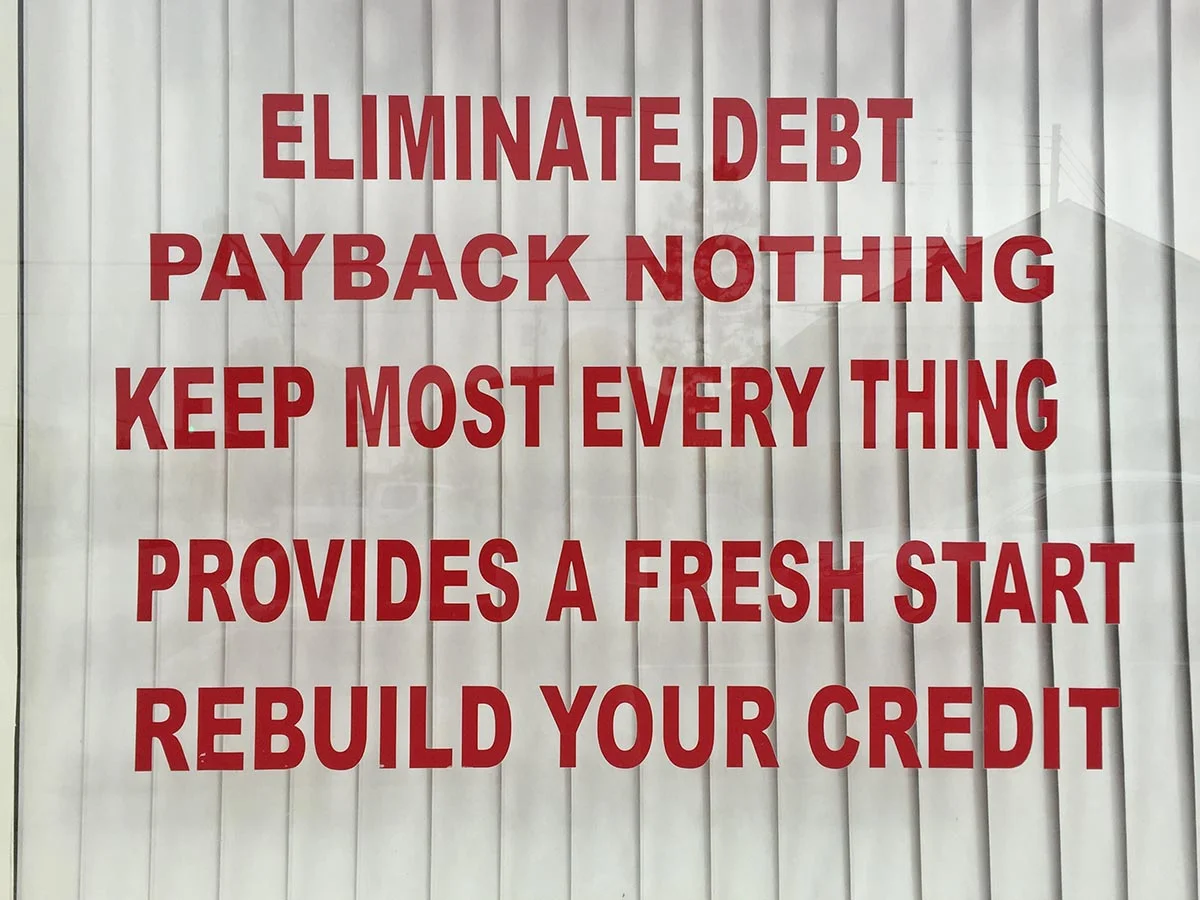 ELIMINATE DEBT
PAYBACK NOTHING
KEEP MOST EVERY THING
PROVIDES A FRESH START
REBUILD YOUR CREDIT